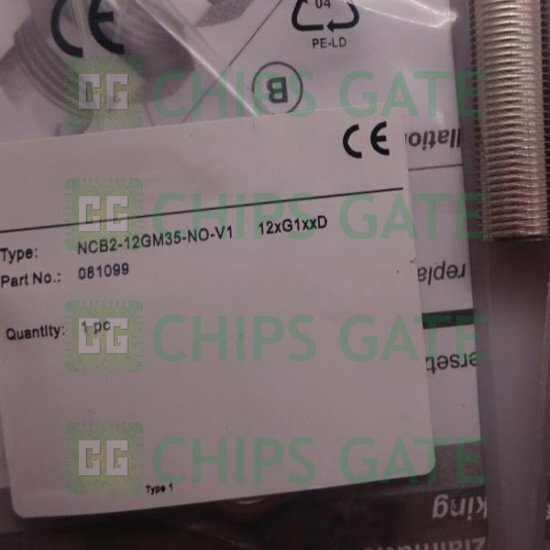 CE
04
PE-LD
B
CHIPS GATE
CE
CHIPS GATE
Type: NCB2-12GM35-NO-V1 12xG1xxD
Part No.: 081099
Quantity: 1 pc
CHIPS GATE
CHIPS GATE
Type 1